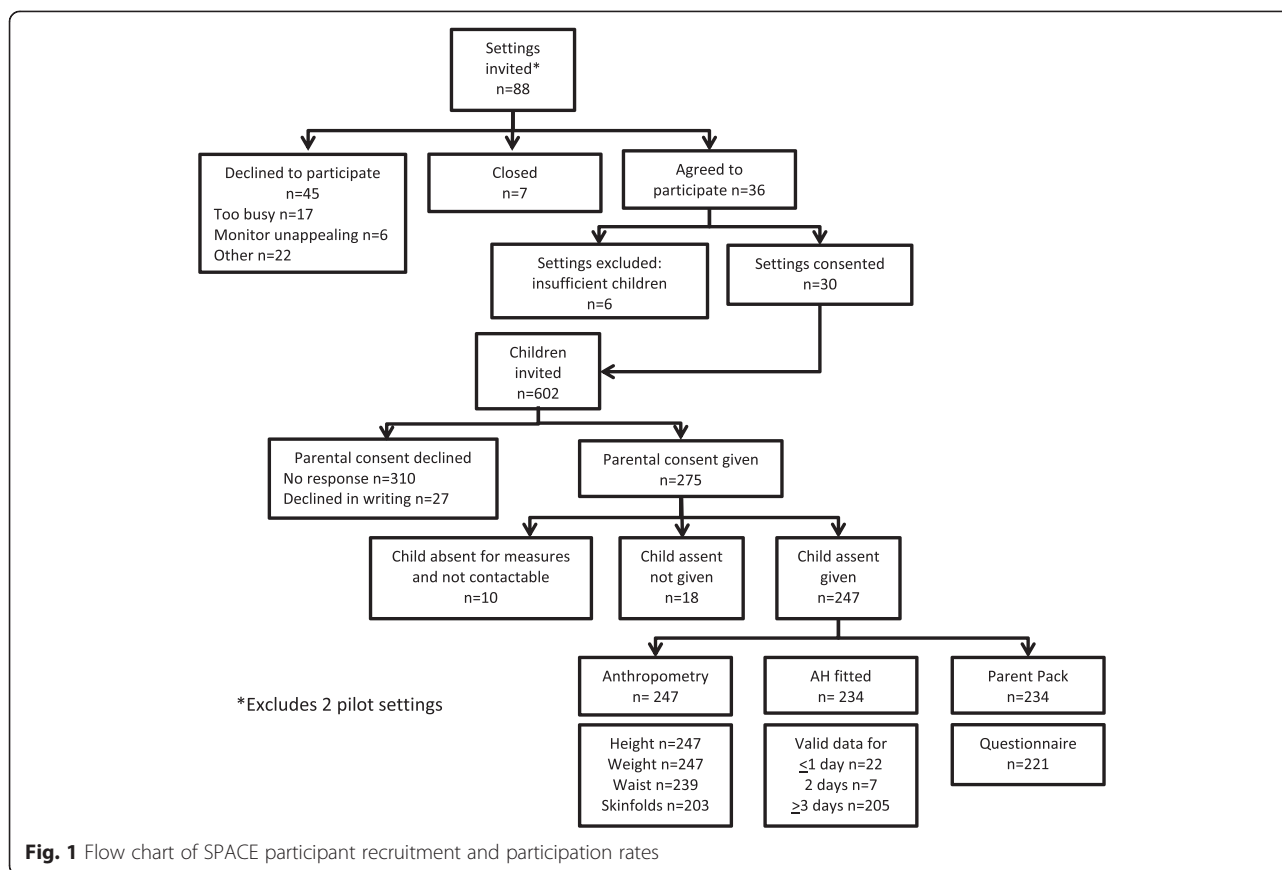 Settings
invited*
n=88
Declined to participate
n=45
Too busy n=17
Monitor unappealing n=6
Other n=22
Closed
n=7
Agreed to
participate n=36
Settings excluded:
insufficient children
n=6
Settings consented
n=30
Children
invited
n=602
Parental consent declined
No response n=310
Declined in writing n=27
Parental consent given
n=275
Child absent for measures
and not contactable
n=10
Child assent
not given
n=18
Child assent
given
n=247
Anthropometry
n= 247
AH fitted
n= 234
Parent Pack
n=234
*Excludes 2 pilot settings
Height n=247
Weight n=247
Waist n=239
Skinfolds n=203
Valid data for
≤1 day n=22
2 days n=7
≥3 days n=205
Questionnaire
n=221
Fig. 1 Flow chart of SPACE participant recruitment and participation rates